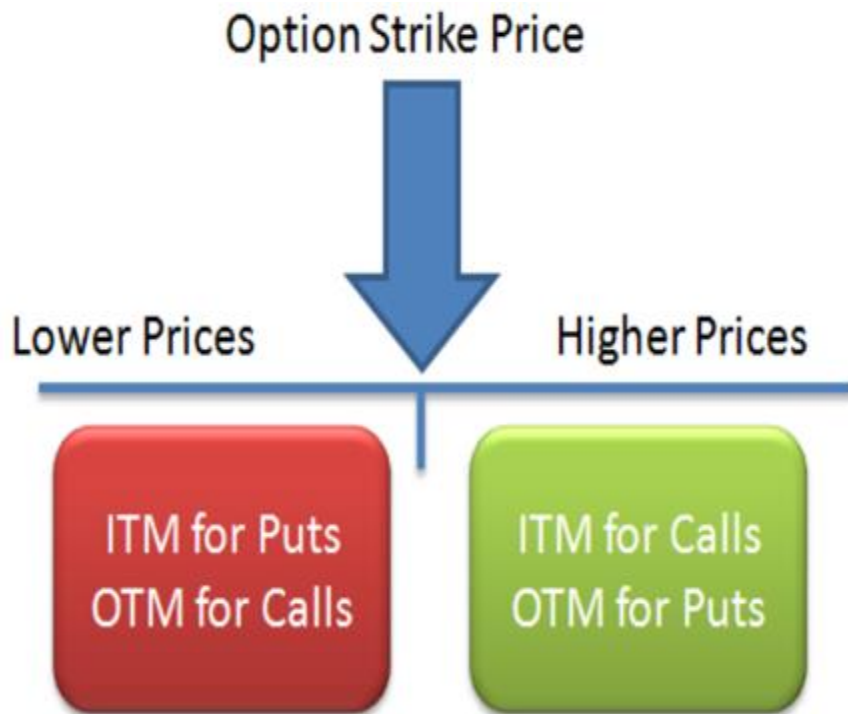 Option Strike Price
Lower Prices
Higher Prices
ITM for Puts
OTM for Calls
ITM for Calls
OTM for Puts